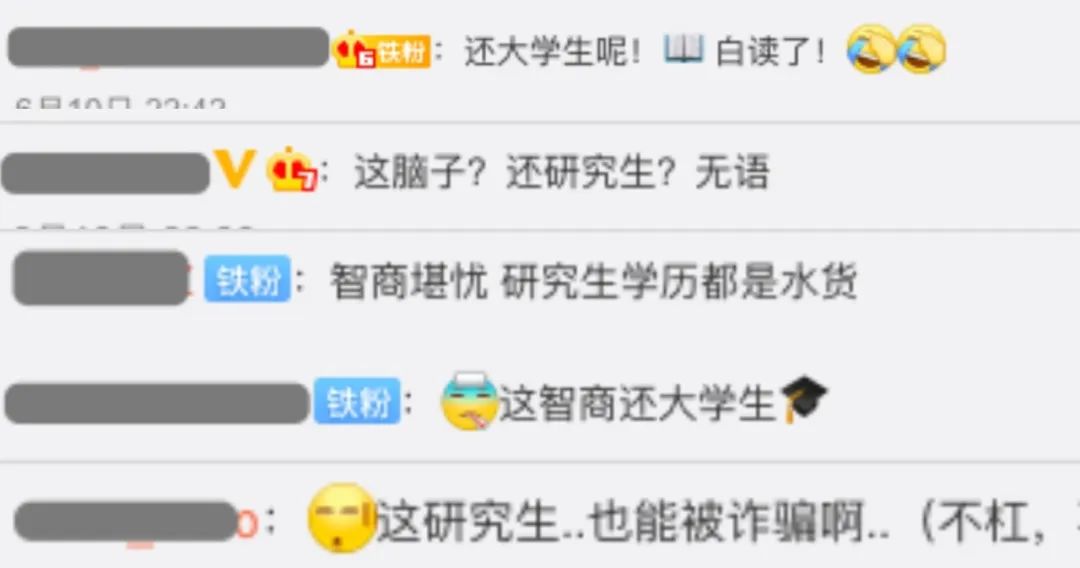 6铁粉：还大学生呢！白读了！
6月10日 22:43
V 7：这脑子？还研究生？无语
铁粉：智商堪忧 研究生学历都是水货
铁粉：这智商还大学生
o：这研究生..也能被诈骗啊..（不杠，